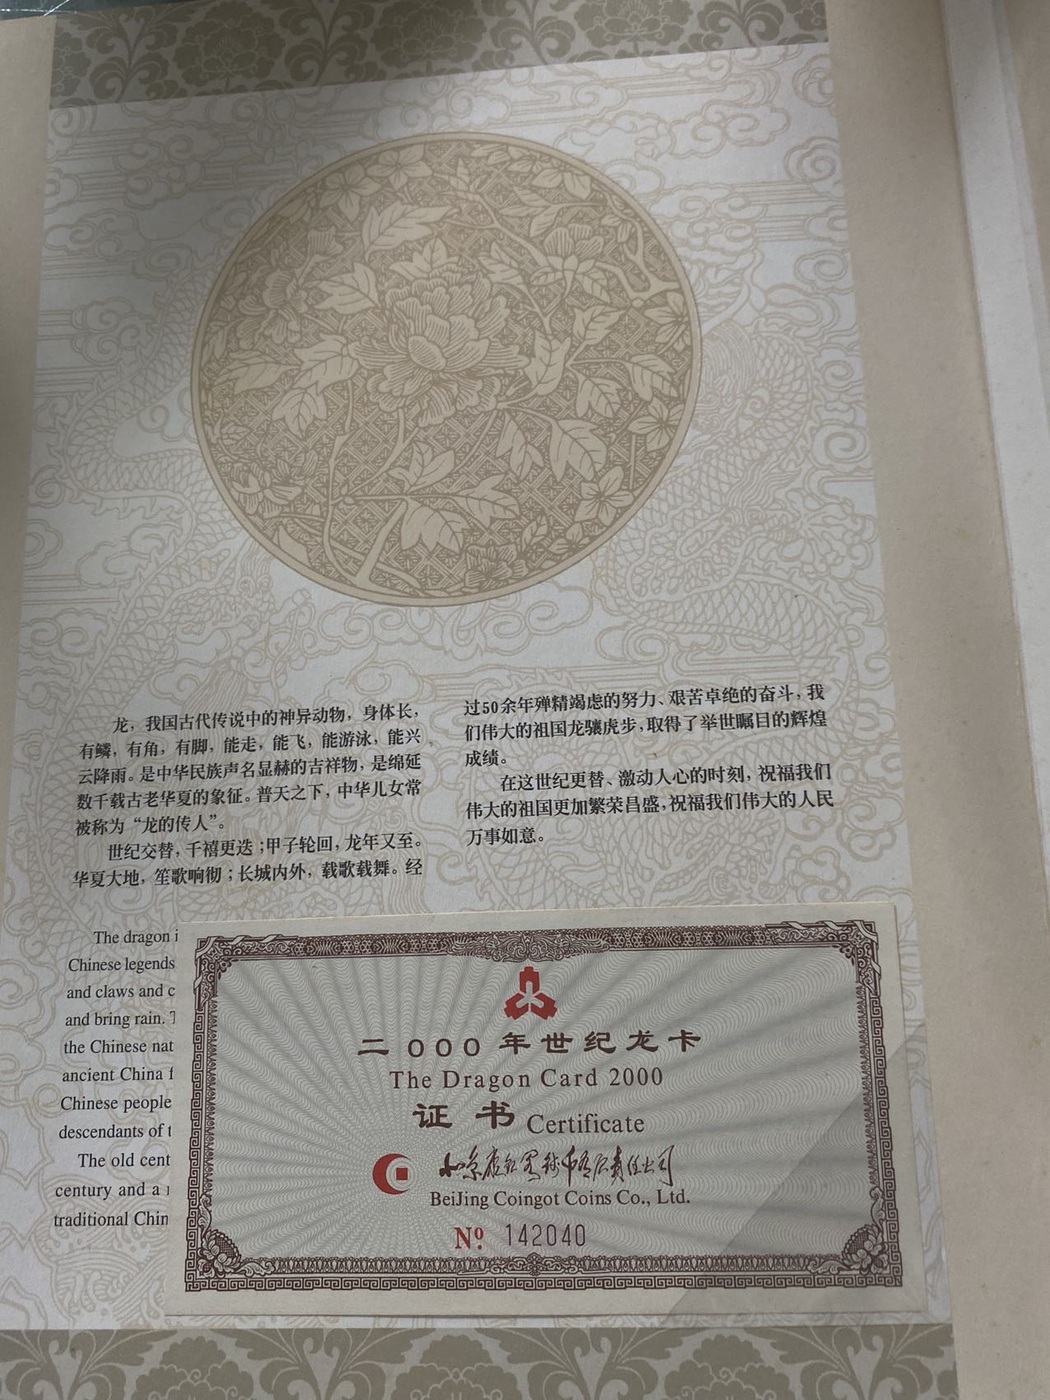 龙，我国古代传说中的神异动物，身体长，
有鳞，有角，有脚，能走，能飞，能游泳，能兴
云降雨。是中华民族声名显赫的吉祥物，是绵延
数千载古老华夏的象征。普天之下，中华儿女常
被称为“龙的传人”。
世纪交替，千禧更迭；甲子轮回，龙年又至。
华夏大地，笙歌响彻；长城内外，载歌载舞。经
过50余年殚精竭虑的努力、艰苦卓绝的奋斗，我
们伟大的祖国龙骧虎步，取得了举世瞩目的辉煌
成绩。
在这世纪更替、激动人心的时刻，祝福我们
伟大的祖国更加繁荣昌盛，祝福我们伟大的人民
万事如意。
The dragon i
Chinese legends
and claws and c
and bring rain. T
the Chinese nat
ancient China f
Chinese people
descendants of t
The old cent
century and a
traditional Chin
二000年世纪龙卡
The Dragon Card 2000
证书 Certificate
BeiJing Coingot Coins Co., Ltd.
Nº. 142040